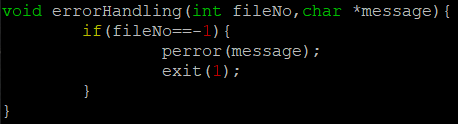 void errorHandling(int fileNo,char *message){
        if(fileNo==-1){
                perror(message);
                exit(1);
        }
}